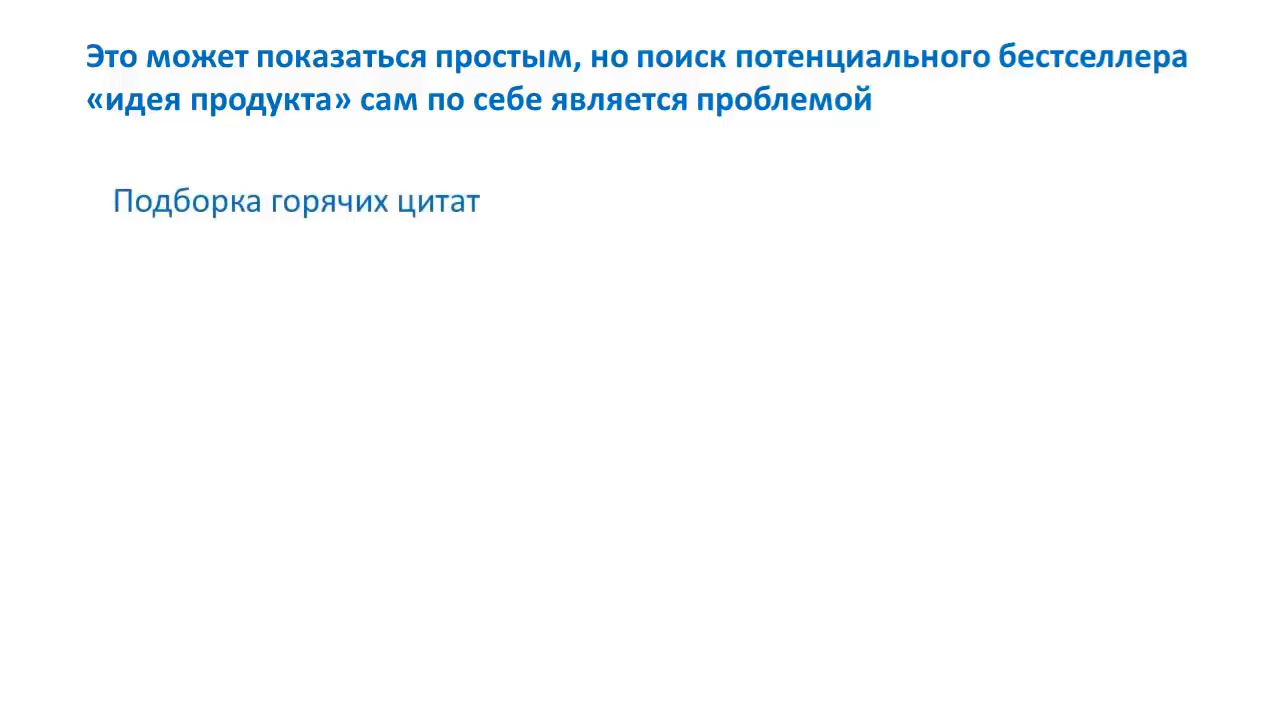 Это может показаться простым, но поиск потенциального бестселлера
«идея продукта» сам по себе является проблемой
Подборка горячих цитат